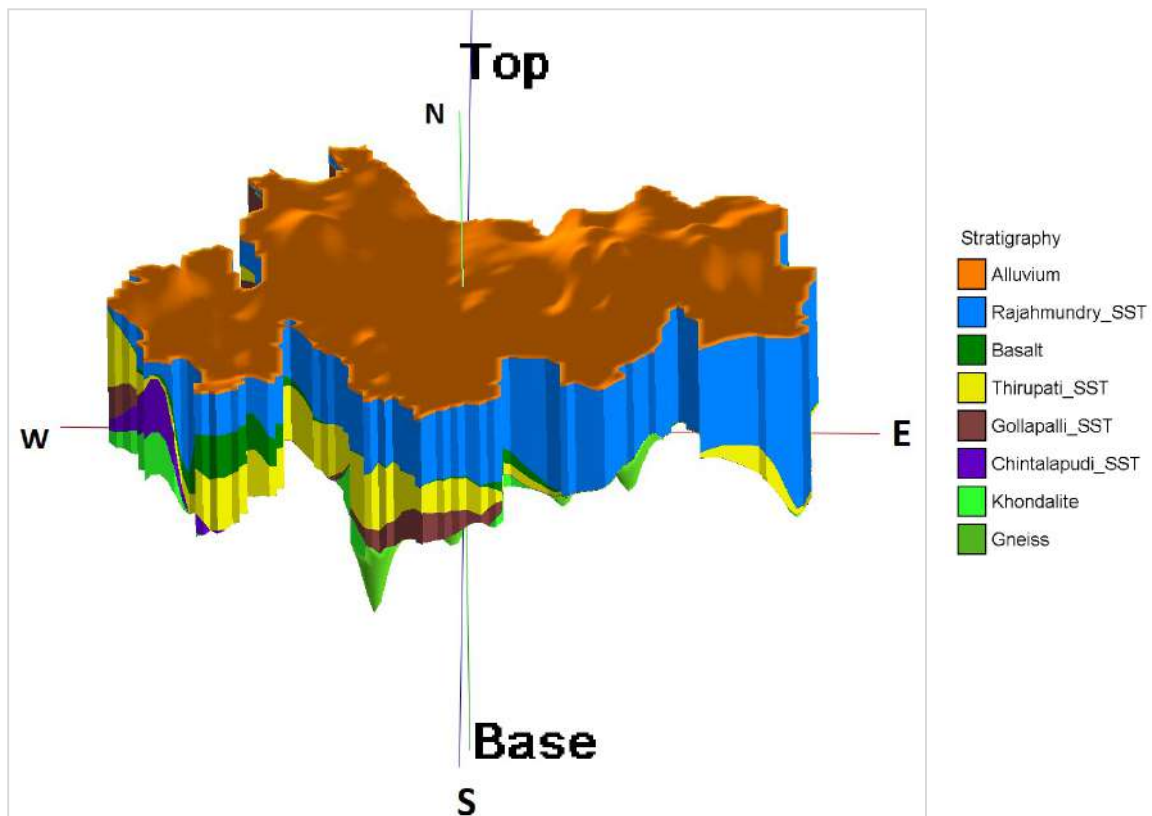 Top
N
W
E
Base
S
Stratigraphy
Alluvium
Rajahmundry_SST
Basalt
Thirupati_SST
Gollapalli_SST
Chintalapudi_SST
Khondalite
Gneiss